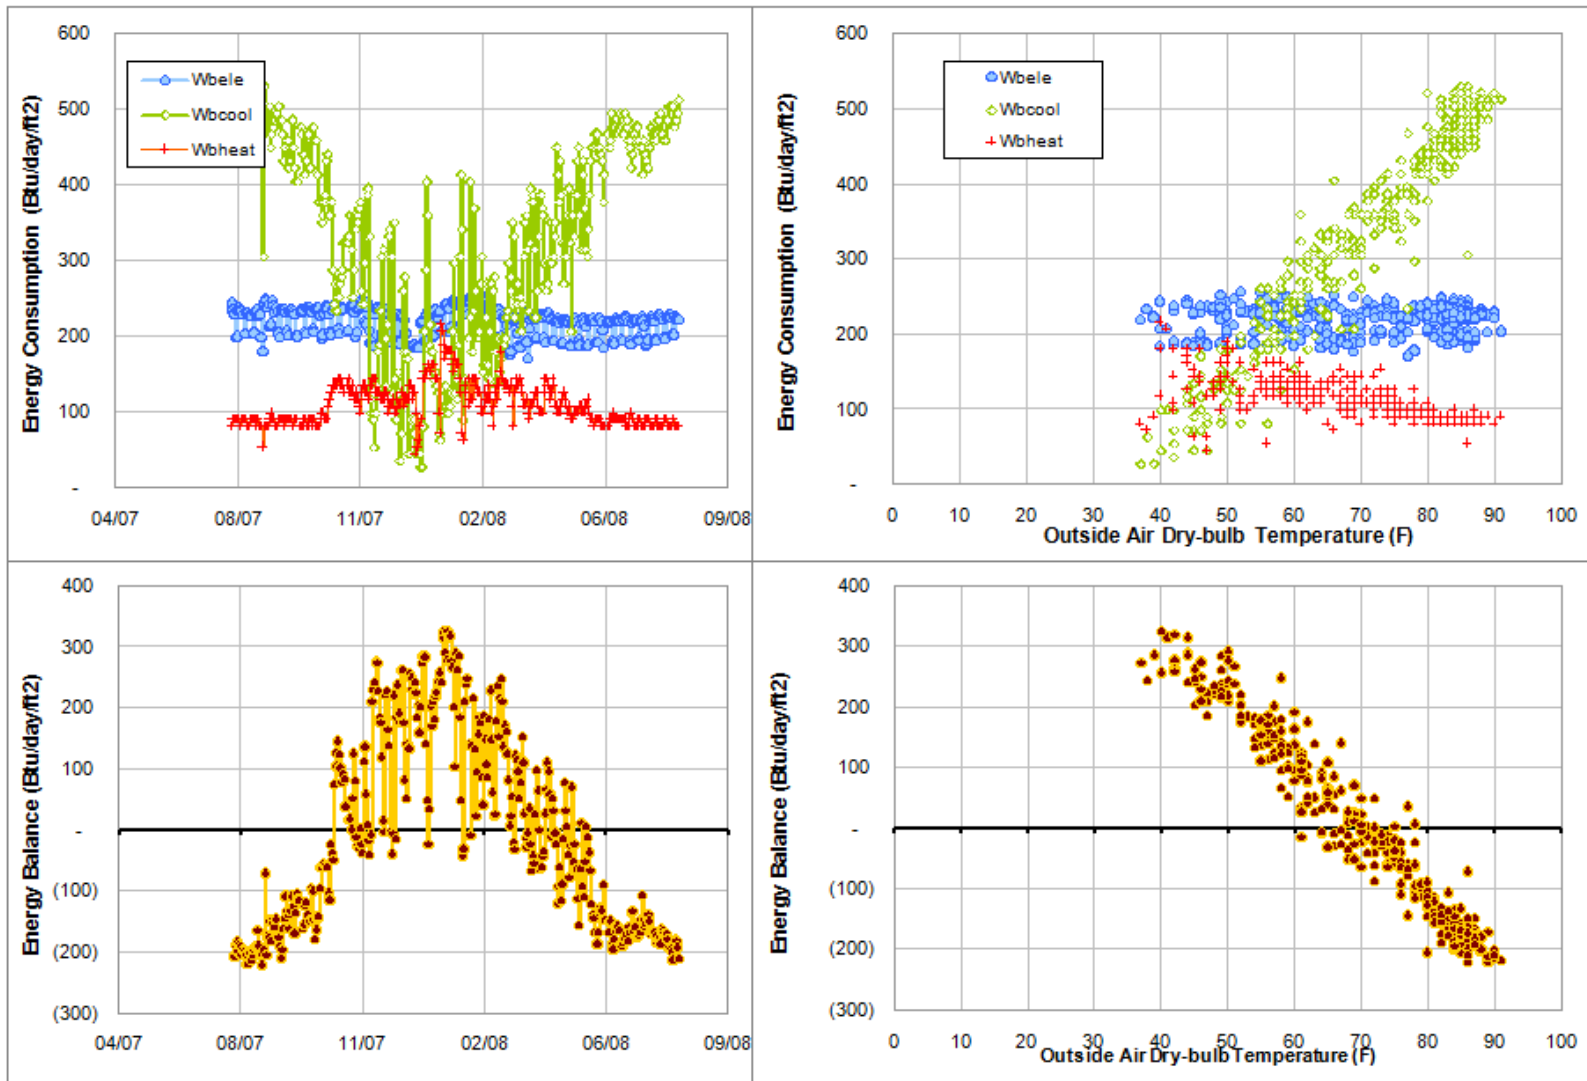 600
500
400
300
200
100
-
04/07 08/07 11/07 02/08 06/08 09/08
Energy Consumption (Btu/day/ft2)
Wbele
Wbcool
Wbheat
600
500
400
300
200
100
-
0 10 20 30 40 50 60 70 80 90 100
Outside Air Dry-bulb Temperature (F)
Energy Consumption (Btu/day/ft2)
Wbele
Wbcool
Wbheat
400
300
200
100
-
(100)
(200)
(300)
04/07 08/07 11/07 02/08 06/08 09/08
Energy Balance (Btu/day/ft2)
400
300
200
100
-
(100)
(200)
(300)
0 10 20 30 40 50 60 70 80 90 100
Outside Air Dry-bulb Temperature (F)
Energy Balance (Btu/day/ft2)